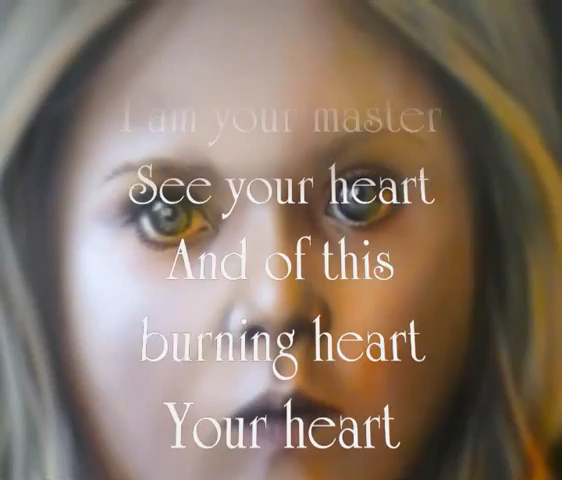 I am your master
See your heart
And of this
burning heart
Your heart